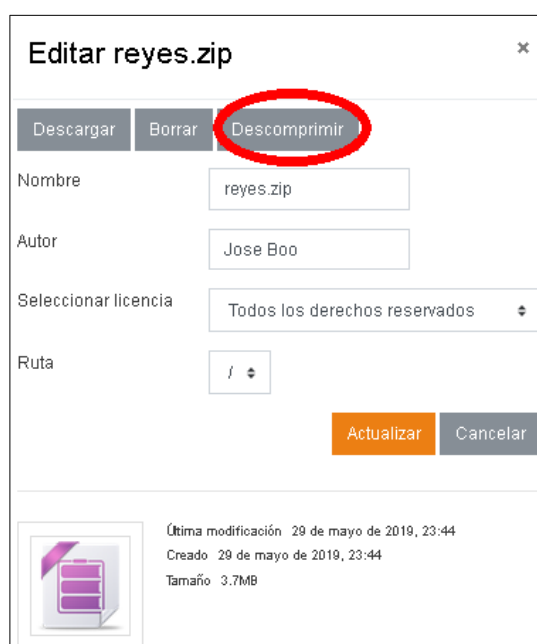 Editar reyes.zip ×
Descargar Borrar Descomprimir
Nombre reyes.zip
Autor Jose Boo
Seleccionar licencia Todos los derechos reservados
Ruta /
Actualizar Cancelar
Última modificación 29 de mayo de 2019, 23:44
Creado 29 de mayo de 2019, 23:44
Tamaño 3.7MB